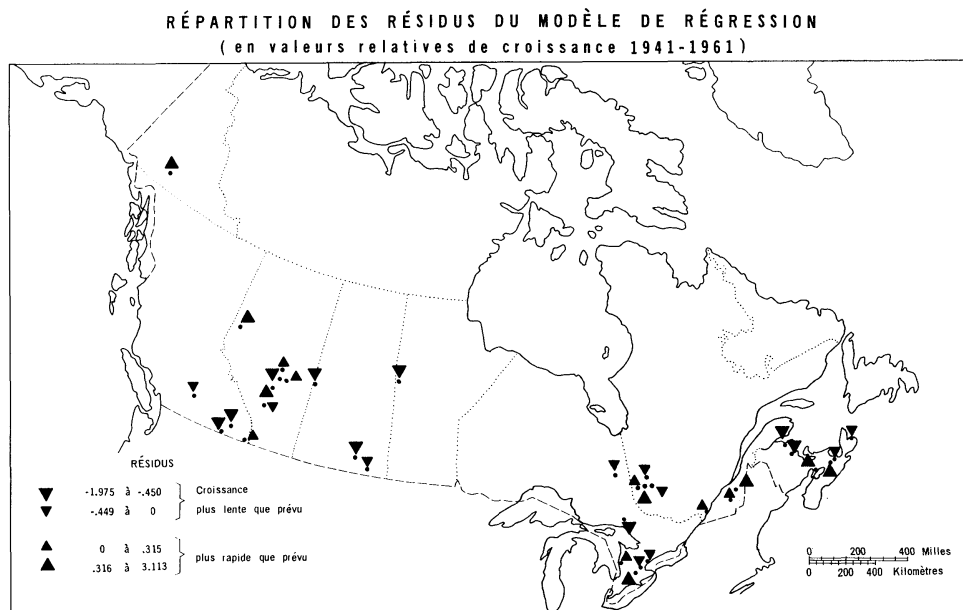 RÉPARTITION DES RÉSIDUS DU MODÈLE DE RÉGRESSION
(en valeurs relatives de croissance 1941-1961)
RÉSIDUS
-1.975 à -.450
Croissance
-.449 à 0
plus lente que prévu
0 à .315
plus rapide que prévu
.316 à 3.113
0 200 400 Milles
0 200 400 Kilomètres